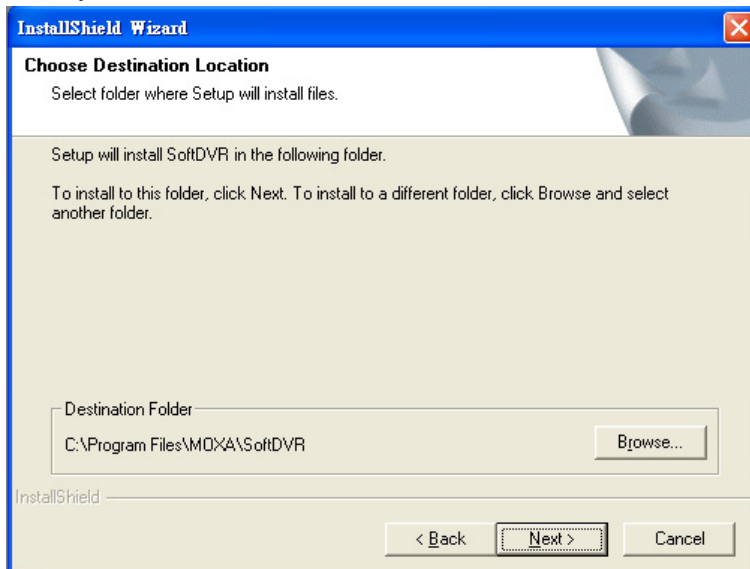 InstallShield Wizard
Choose Destination Location
Select folder where Setup will install files.
Setup will install SoftDVR in the following folder.
To install to this folder, click Next. To install to a different folder, click Browse and select
another folder.
Destination Folder
C:\Program Files\MOXA\SoftDVR
Browse...
InstallShield
< Back
Next >
Cancel